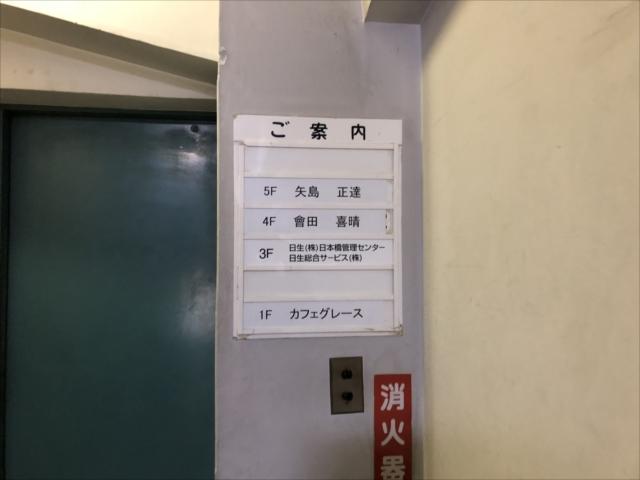 ご案内
5F 矢島 正達
4F 會田 喜晴
3F 日生(株)日本橋管理センター
日生総合サービス(株)
1F カフェグレース
消火器